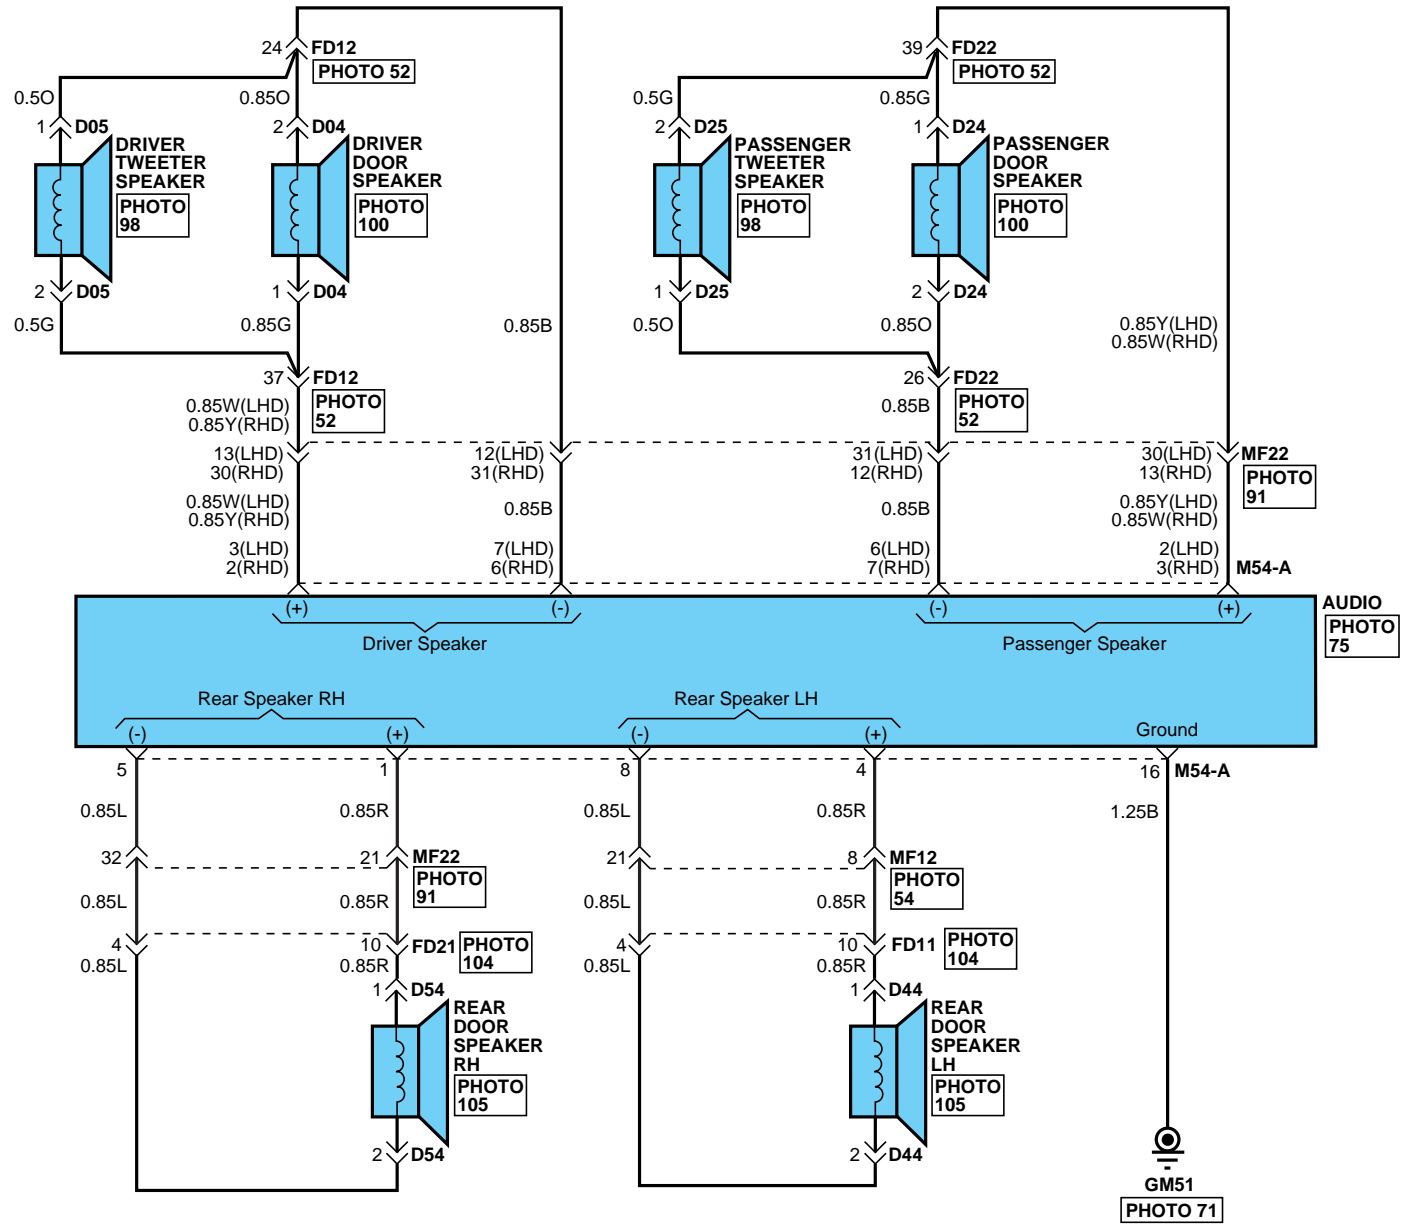 24 FD12
PHOTO 52
39 FD22
PHOTO 52
0.5O
0.85O
0.5G
0.85G
1 D05
2 D04
2 D25
1 D24
DRIVER
TWEETER
SPEAKER
PHOTO
98
DRIVER
DOOR
SPEAKER
PHOTO
100
PASSENGER
TWEETER
SPEAKER
PHOTO
98
PASSENGER
DOOR
SPEAKER
PHOTO
100
2 D05
1 D04
1 D25
2 D24
0.5G
0.85G
0.85B
0.5O
0.85O
0.85Y(LHD)
0.85W(RHD)
37 FD12
PHOTO
52
26 FD22
PHOTO
52
0.85W(LHD)
0.85Y(RHD)
0.85B
13(LHD)
30(RHD)
12(LHD)
31(RHD)
31(LHD)
12(RHD)
30(LHD)
13(RHD)
MF22
PHOTO
91
0.85W(LHD)
0.85Y(RHD)
0.85B
0.85B
0.85Y(LHD)
0.85W(RHD)
3(LHD)
2(RHD)
7(LHD)
6(RHD)
6(LHD)
7(RHD)
2(LHD)
3(RHD)
M54-A
(+)
(-)
(-)
(+)
AUDIO
PHOTO
75
Driver Speaker
Passenger Speaker
Rear Speaker RH
Rear Speaker LH
(-)
(+)
(-)
(+)
Ground
5
1
8
4
16 M54-A
0.85L
0.85R
0.85L
0.85R
1.25B
32
21 MF22
PHOTO
91
21
8 MF12
PHOTO
54
0.85L
0.85R
0.85L
0.85R
4
10 FD21
PHOTO
104
4
10 FD11
PHOTO
104
0.85L
0.85R
0.85L
0.85R
1 D54
1 D44
REAR
DOOR
SPEAKER
RH
PHOTO
105
REAR
DOOR
SPEAKER
LH
PHOTO
105
2 D54
2 D44
GM51
PHOTO 71